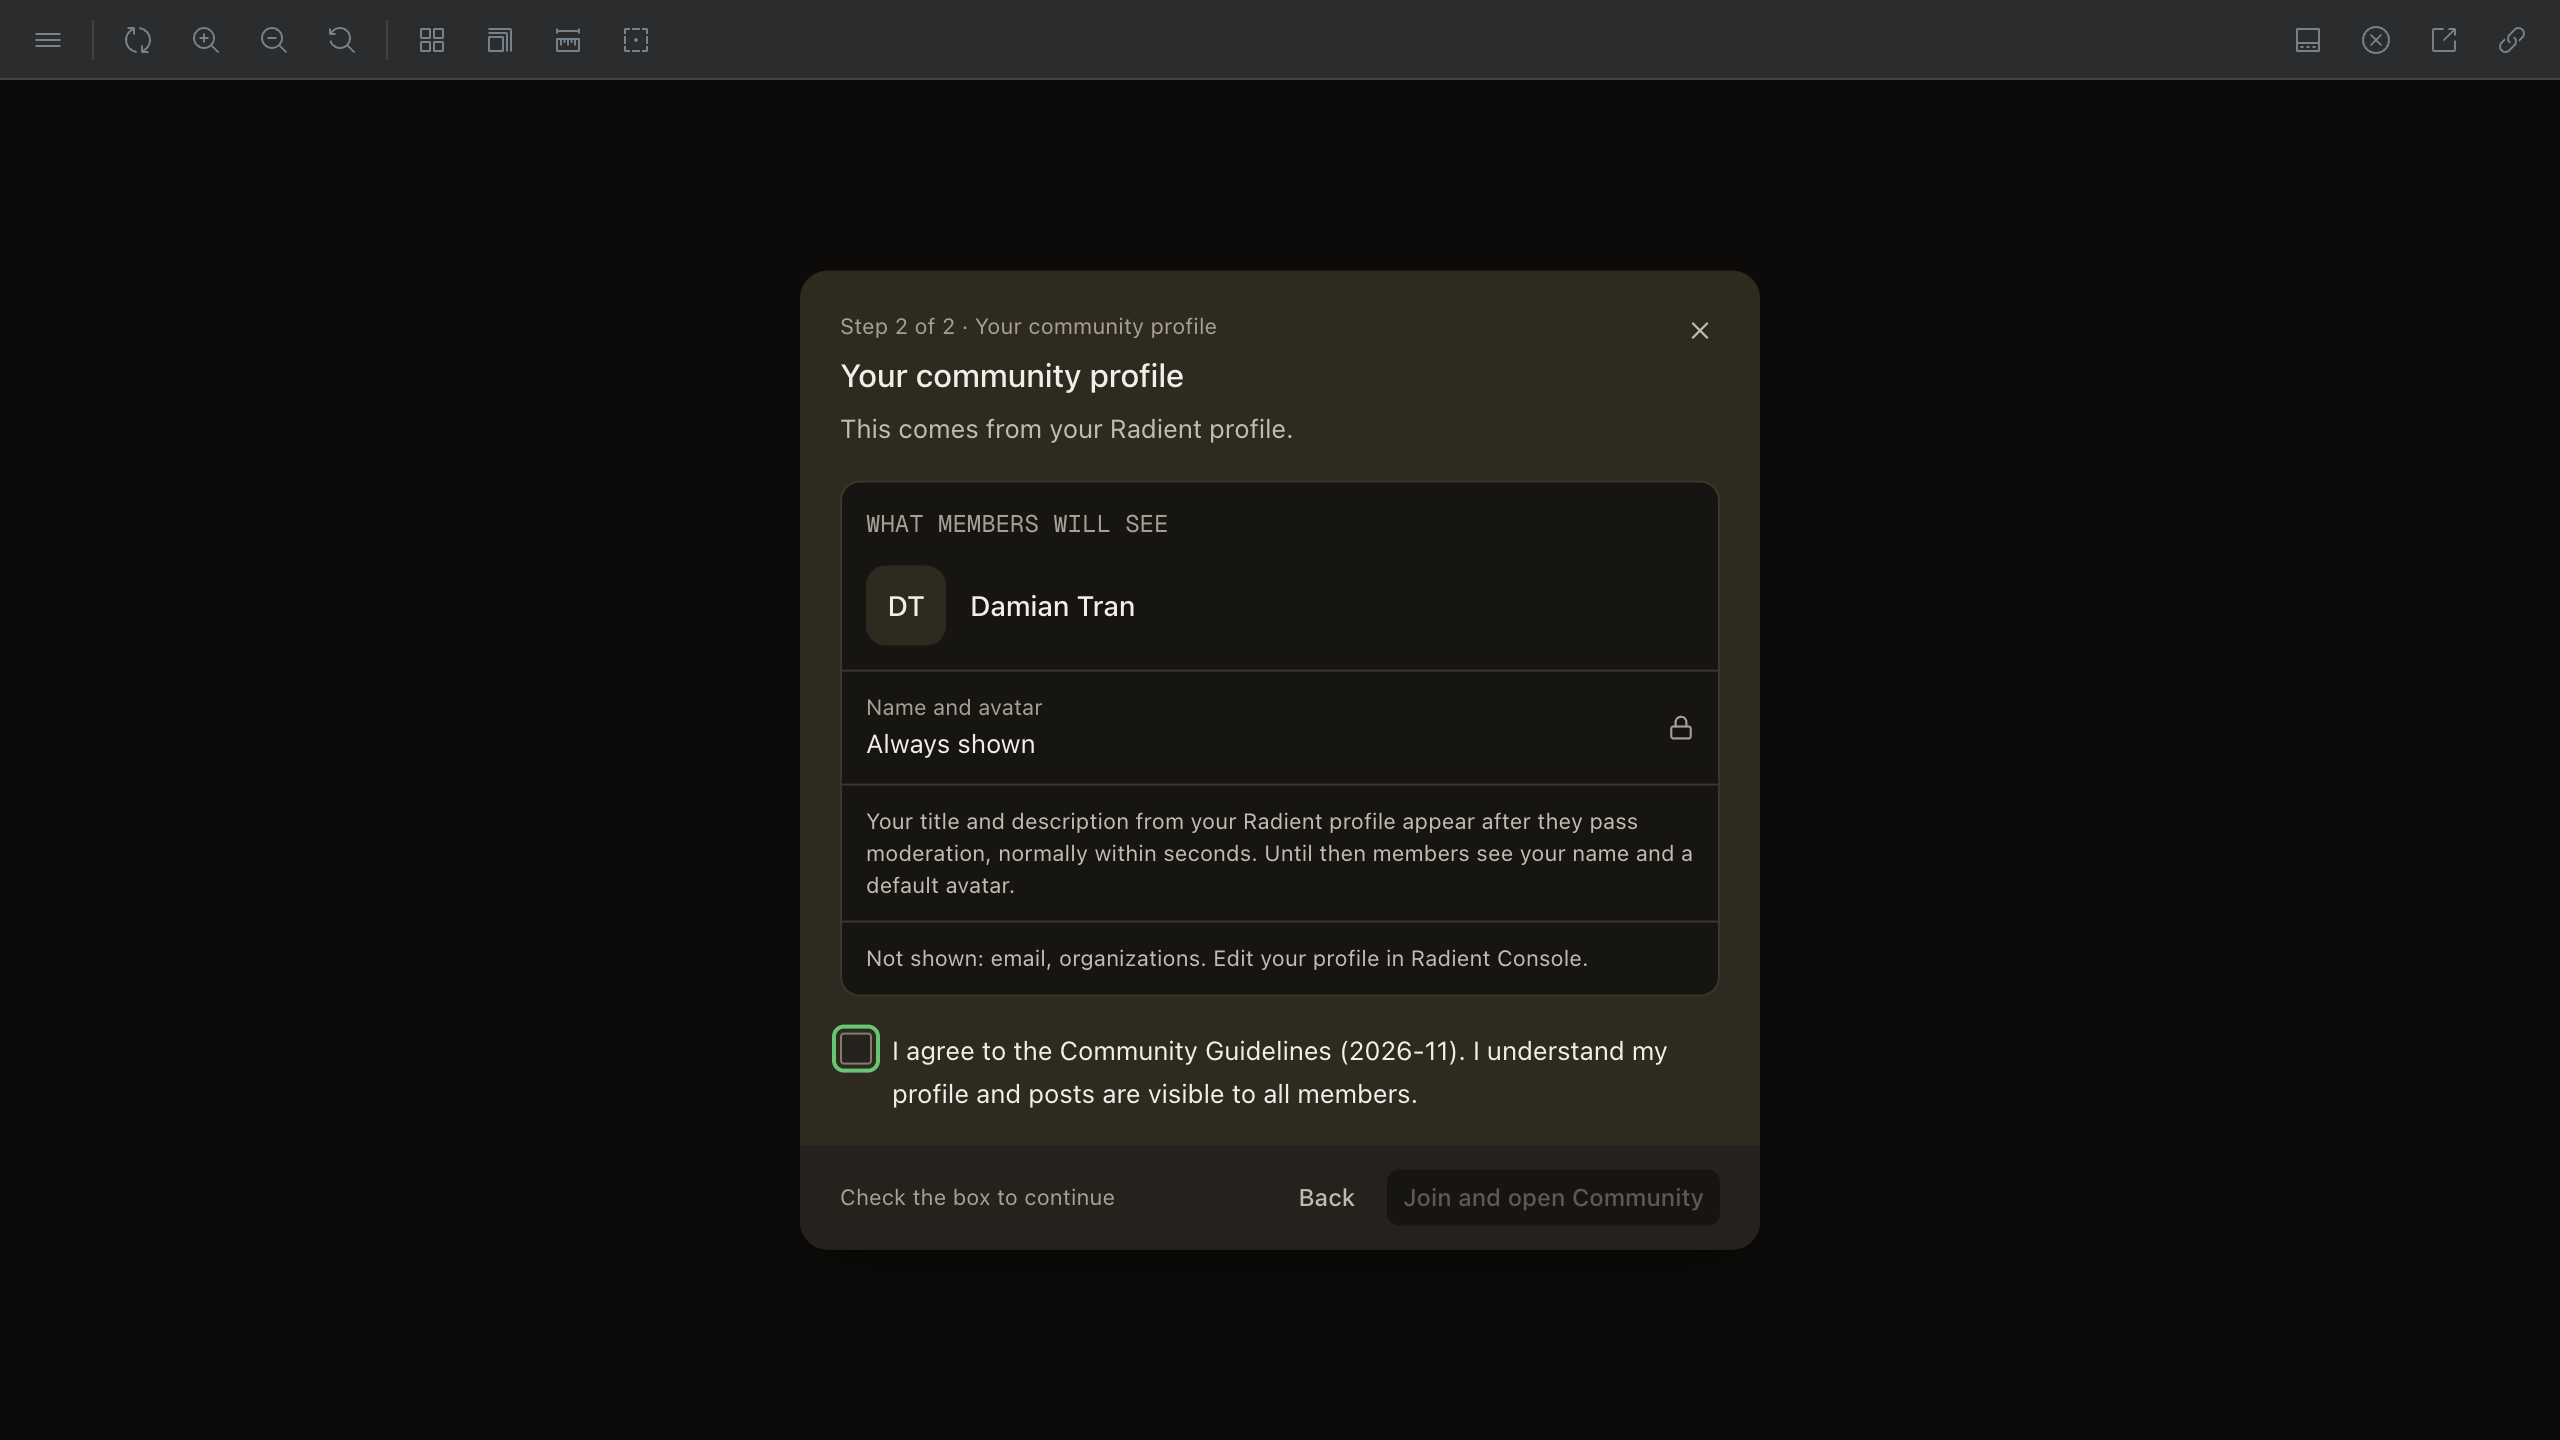 Step 2 of 2 · Your community profile
Your community profile
This comes from your Radient profile.
WHAT MEMBERS WILL SEE
DT
Damian Tran
Name and avatar
Always shown
Your title and description from your Radient profile appear after they pass
moderation, normally within seconds. Until then members see your name and a
default avatar.
Not shown: email, organizations. Edit your profile in Radient Console.
I agree to the Community Guidelines (2026-11). I understand my
profile and posts are visible to all members.
Check the box to continue
Back
Join and open Community